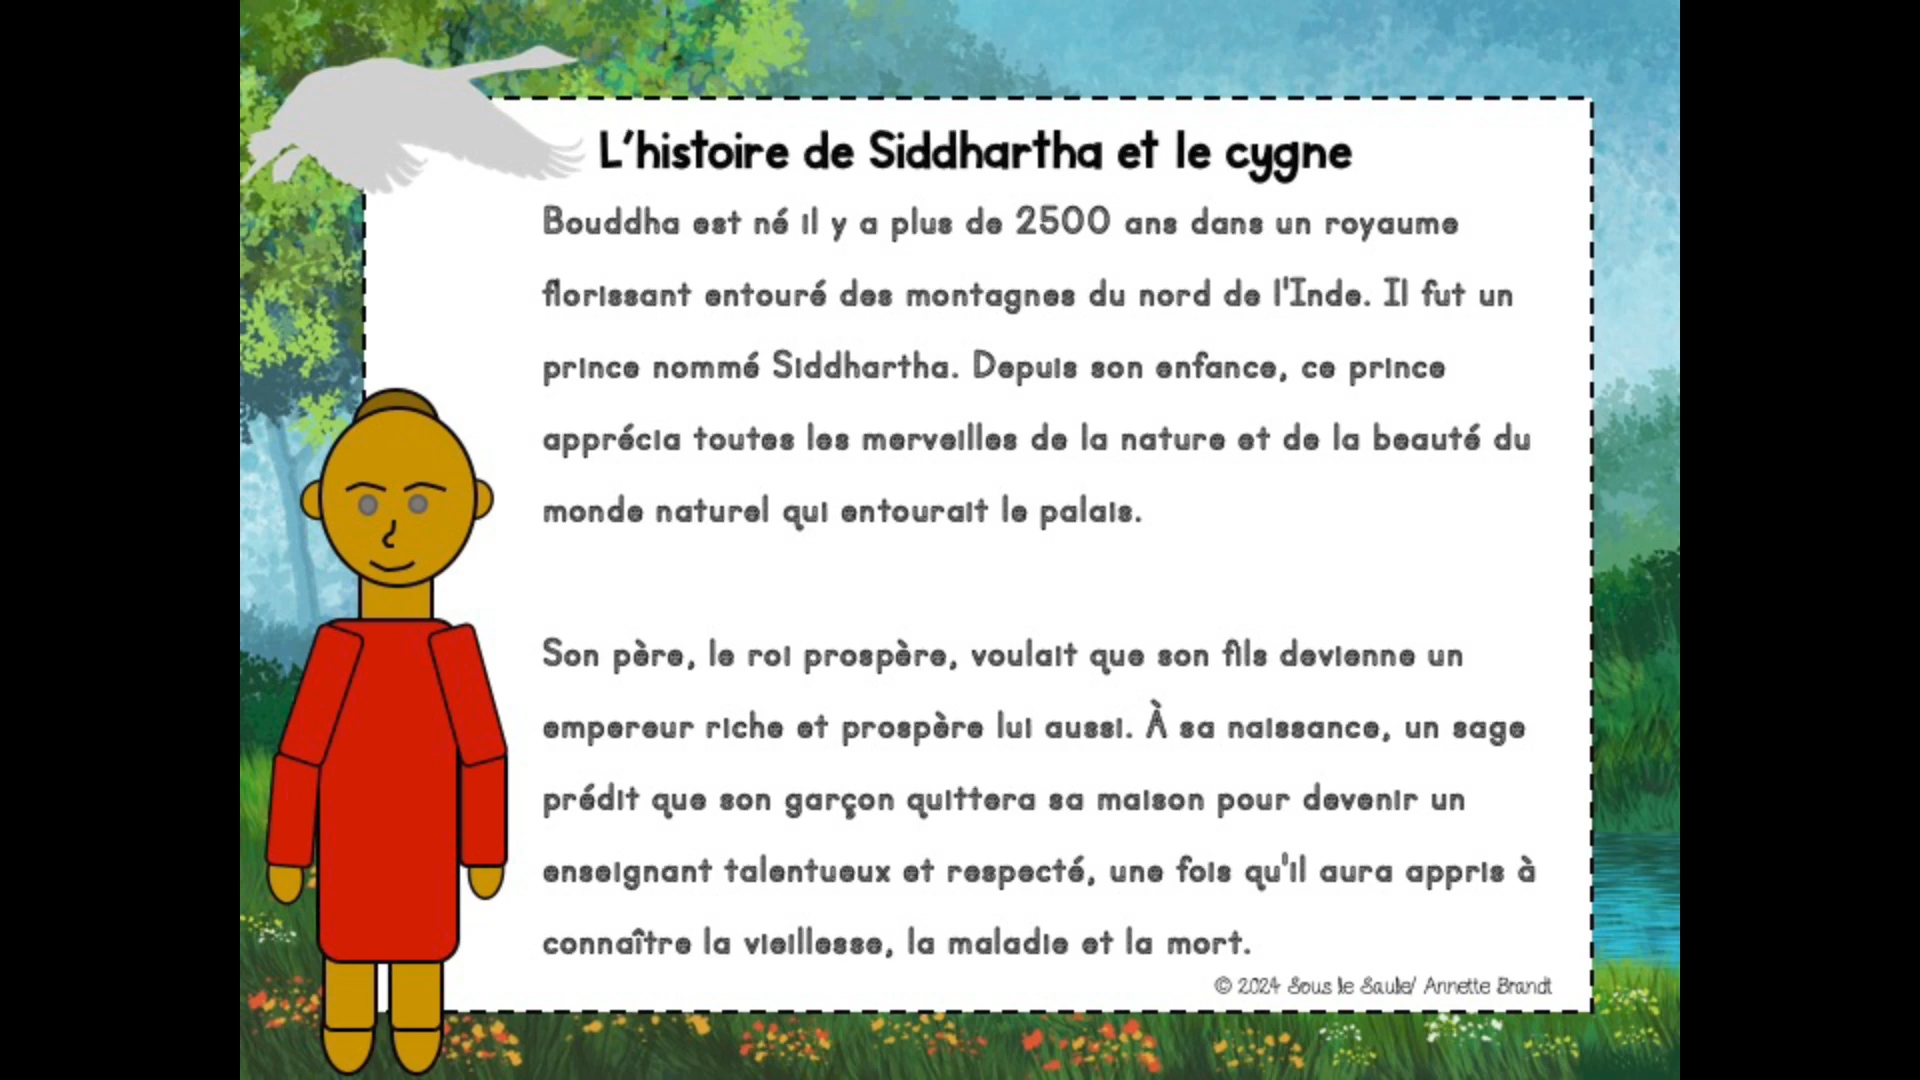 L'histoire de Siddhartha et le cygne
Bouddha est né il y a plus de 2500 ans dans un royaume
florissant entouré des montagnes du nord de l'Inde. Il fut un
prince nommé Siddhartha. Depuis son enfance, ce prince
apprécia toutes les merveilles de la nature et de la beauté du
monde naturel qui entourait le palais.
Son père, le roi prospère, voulait que son fils devienne un
empereur riche et prospère lui aussi. À sa naissance, un sage
prédit que son garçon quittera sa maison pour devenir un
enseignant talentueux et respecté, une fois qu'il aura appris à
connaître la vieillesse, la maladie et la mort.
© 2024 Sous le Saule/ Annette Brandt